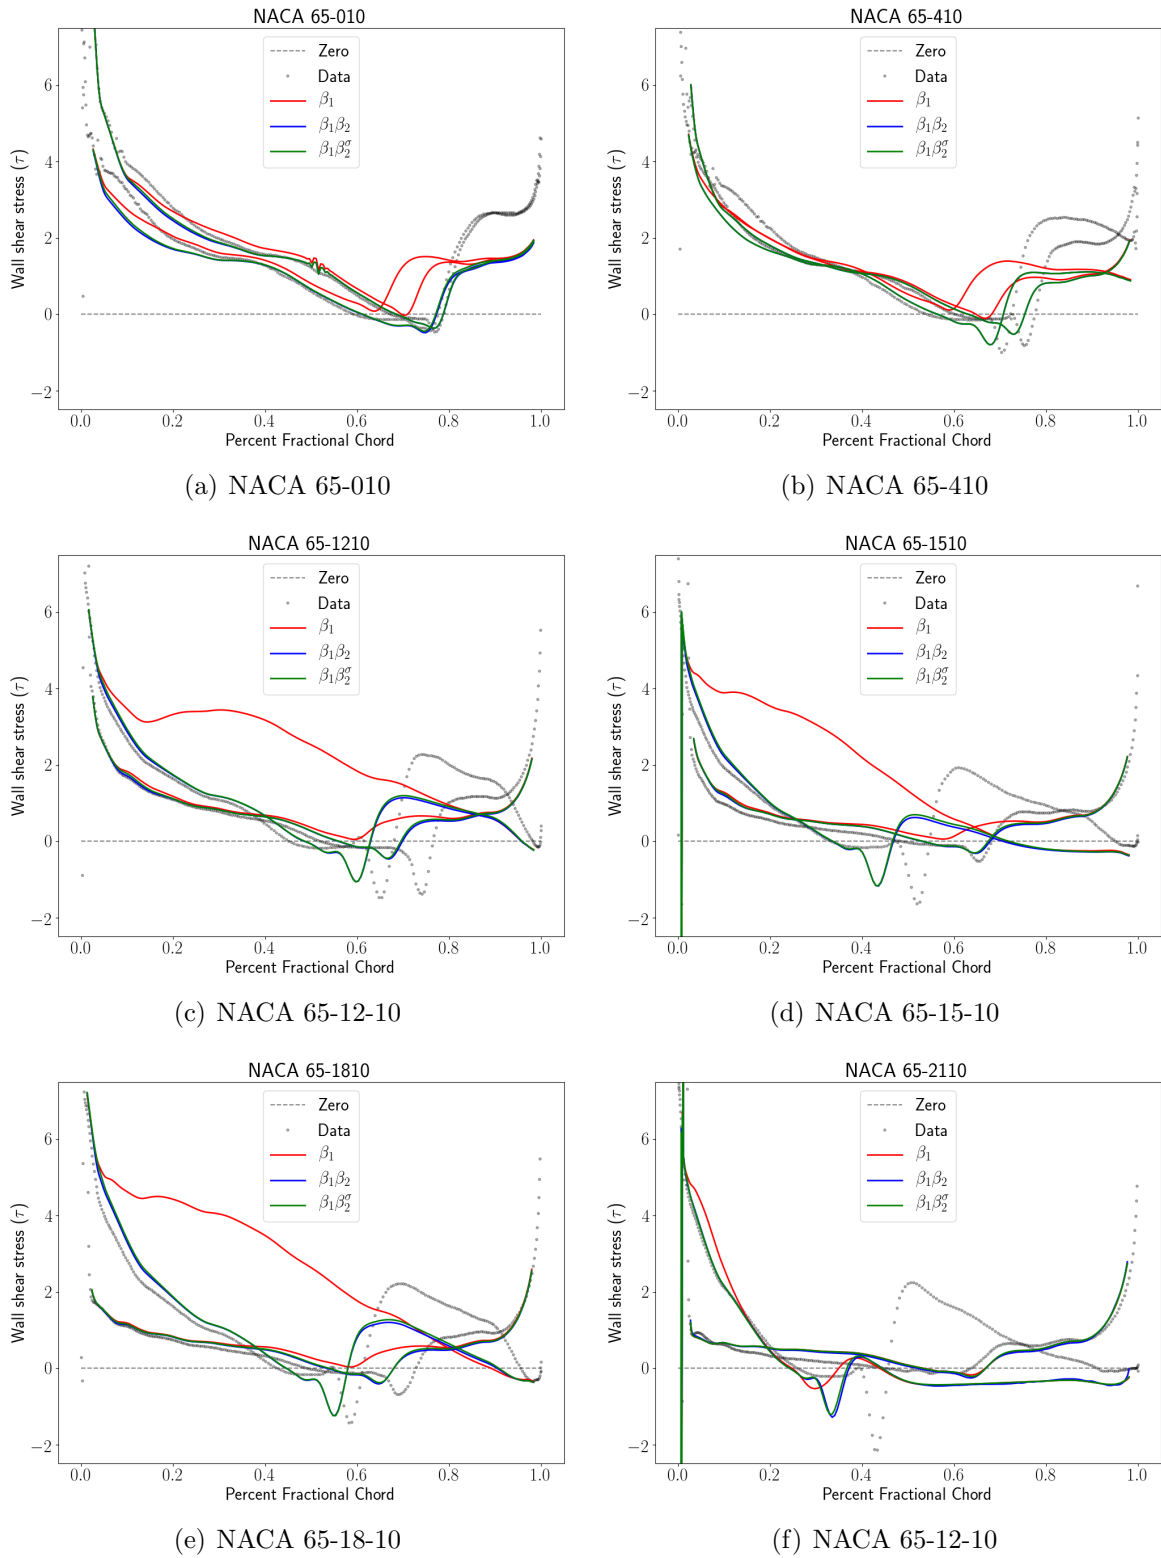 NACA 65-010
Zero
Data
β₁
β₁β₂
β₁β₂^σ
Wall shear stress (τ)
6
4
2
0
−2
0.0 0.2 0.4 0.6 0.8 1.0
Percent Fractional Chord
(a) NACA 65-010
NACA 65-410
Zero
Data
β₁
β₁β₂
β₁β₂^σ
Wall shear stress (τ)
6
4
2
0
−2
0.0 0.2 0.4 0.6 0.8 1.0
Percent Fractional Chord
(b) NACA 65-410
NACA 65-1210
Zero
Data
β₁
β₁β₂
β₁β₂^σ
Wall shear stress (τ)
6
4
2
0
−2
0.0 0.2 0.4 0.6 0.8 1.0
Percent Fractional Chord
(c) NACA 65-12-10
NACA 65-1510
Zero
Data
β₁
β₁β₂
β₁β₂^σ
Wall shear stress (τ)
6
4
2
0
−2
0.0 0.2 0.4 0.6 0.8 1.0
Percent Fractional Chord
(d) NACA 65-15-10
NACA 65-1810
Zero
Data
β₁
β₁β₂
β₁β₂^σ
Wall shear stress (τ)
6
4
2
0
−2
0.0 0.2 0.4 0.6 0.8 1.0
Percent Fractional Chord
(e) NACA 65-18-10
NACA 65-2110
Zero
Data
β₁
β₁β₂
β₁β₂^σ
Wall shear stress (τ)
6
4
2
0
−2
0.0 0.2 0.4 0.6 0.8 1.0
Percent Fractional Chord
(f) NACA 65-12-10